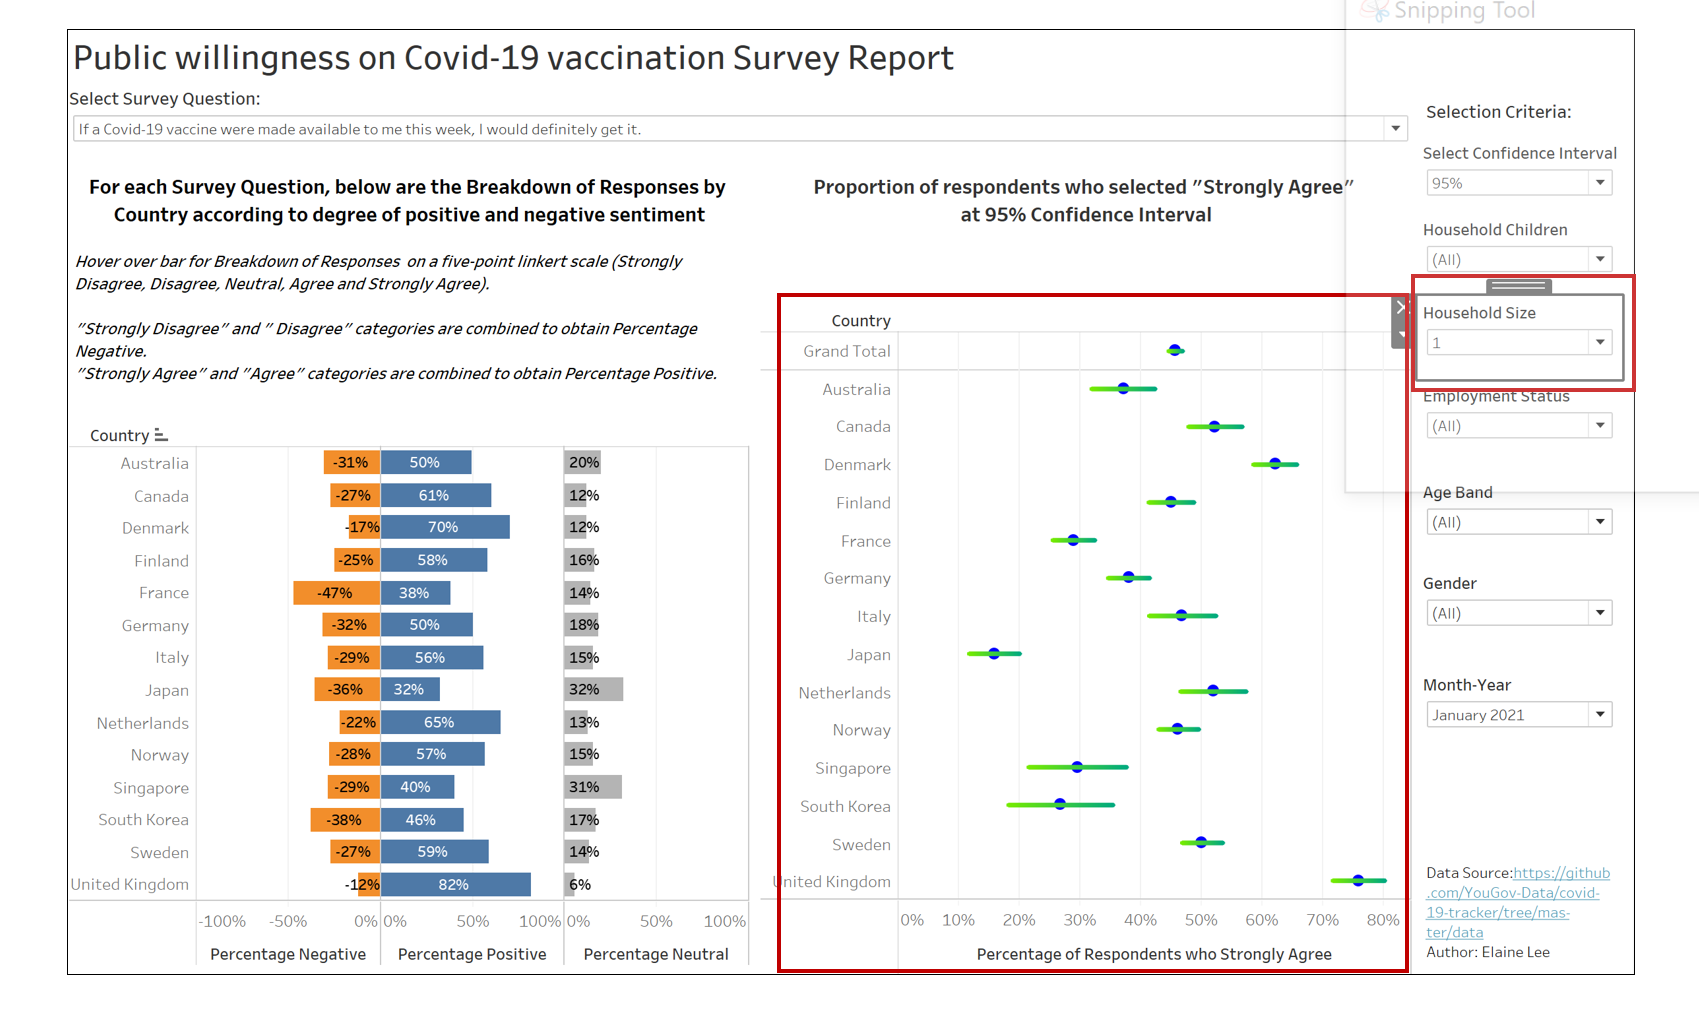 Snipping Tool
Public willingness on Covid-19 vaccination Survey Report
Select Survey Question:
If a Covid-19 vaccine were made available to me this week, I would definitely get it.
For each Survey Question, below are the Breakdown of Responses by
Country according to degree of positive and negative sentiment
Hover over bar for Breakdown of Responses on a five-point linkert scale (Strongly
Disagree, Disagree, Neutral, Agree and Strongly Agree).
"Strongly Disagree" and " Disagree" categories are combined to obtain Percentage
Negative.
"Strongly Agree" and "Agree" categories are combined to obtain Percentage Positive.
Country
Australia -31% 50% 20%
Canada -27% 61% 12%
Denmark -17% 70% 12%
Finland -25% 58% 16%
France -47% 38% 14%
Germany -32% 50% 18%
Italy -29% 56% 15%
Japan -36% 32% 32%
Netherlands -22% 65% 13%
Norway -28% 57% 15%
Singapore -29% 40% 31%
South Korea -38% 46% 17%
Sweden -27% 59% 14%
United Kingdom -12% 82% 6%
-100% -50% 0% 0% 50% 100% 0% 50% 100%
Percentage Negative Percentage Positive Percentage Neutral
Proportion of respondents who selected "Strongly Agree"
at 95% Confidence Interval
Country
Grand Total
Australia
Canada
Denmark
Finland
France
Germany
Italy
Japan
Netherlands
Norway
Singapore
South Korea
Sweden
United Kingdom
0% 10% 20% 30% 40% 50% 60% 70% 80%
Percentage of Respondents who Strongly Agree
Selection Criteria:
Select Confidence Interval
95%
Household Children
(All)
Household Size
1
Employment Status
(All)
Age Band
(All)
Gender
(All)
Month-Year
January 2021
Data Source:https://github
.com/YouGov-Data/covid-
19-tracker/tree/mas-
ter/data
Author: Elaine Lee